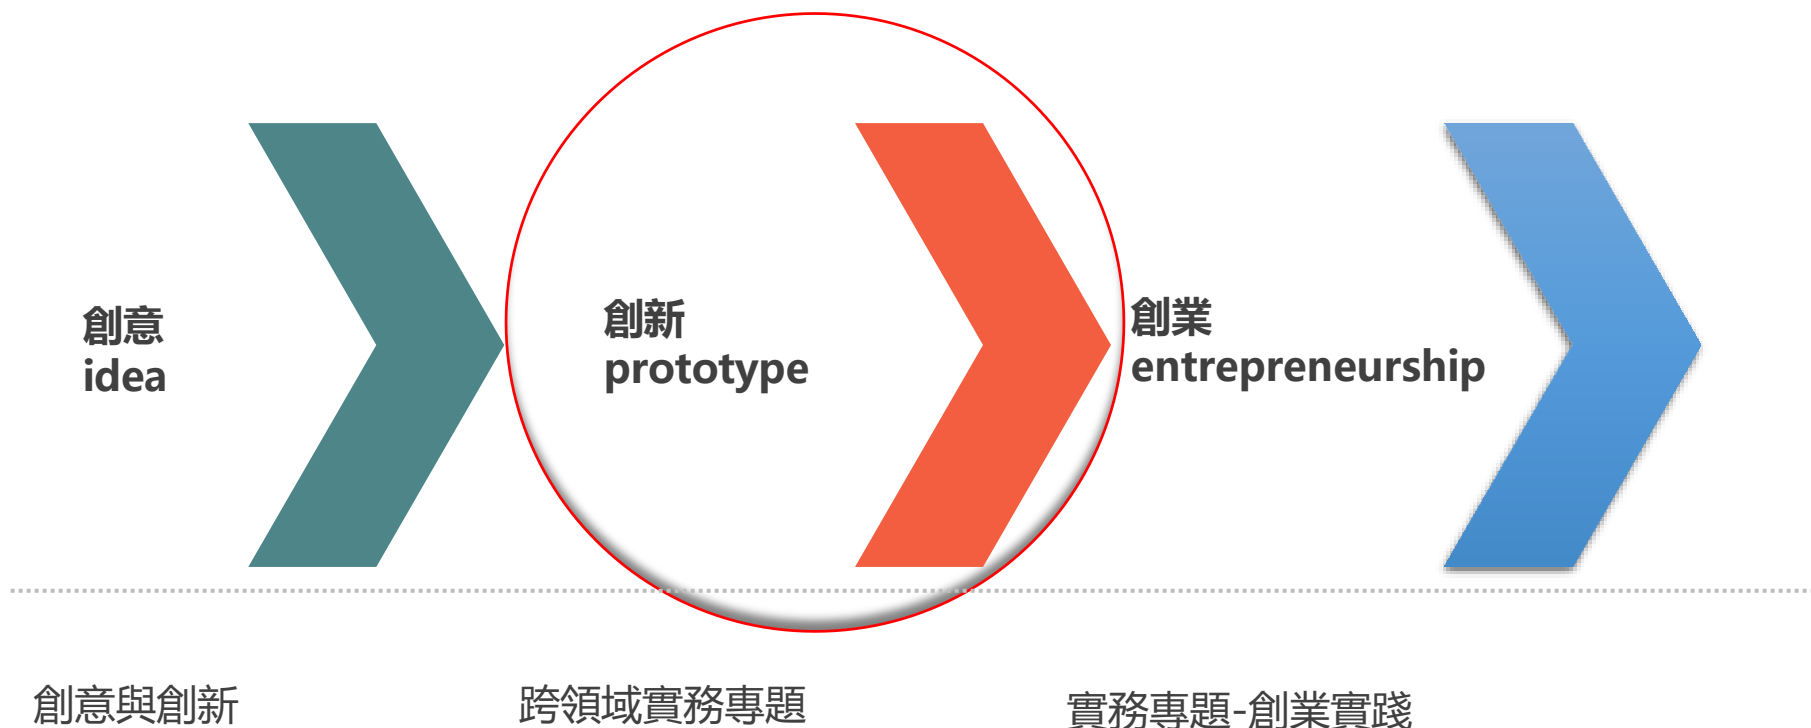 創意
idea
創新
prototype
創業
entrepreneurship
創意與創新
跨領域實務專題
實務專題-創業實踐